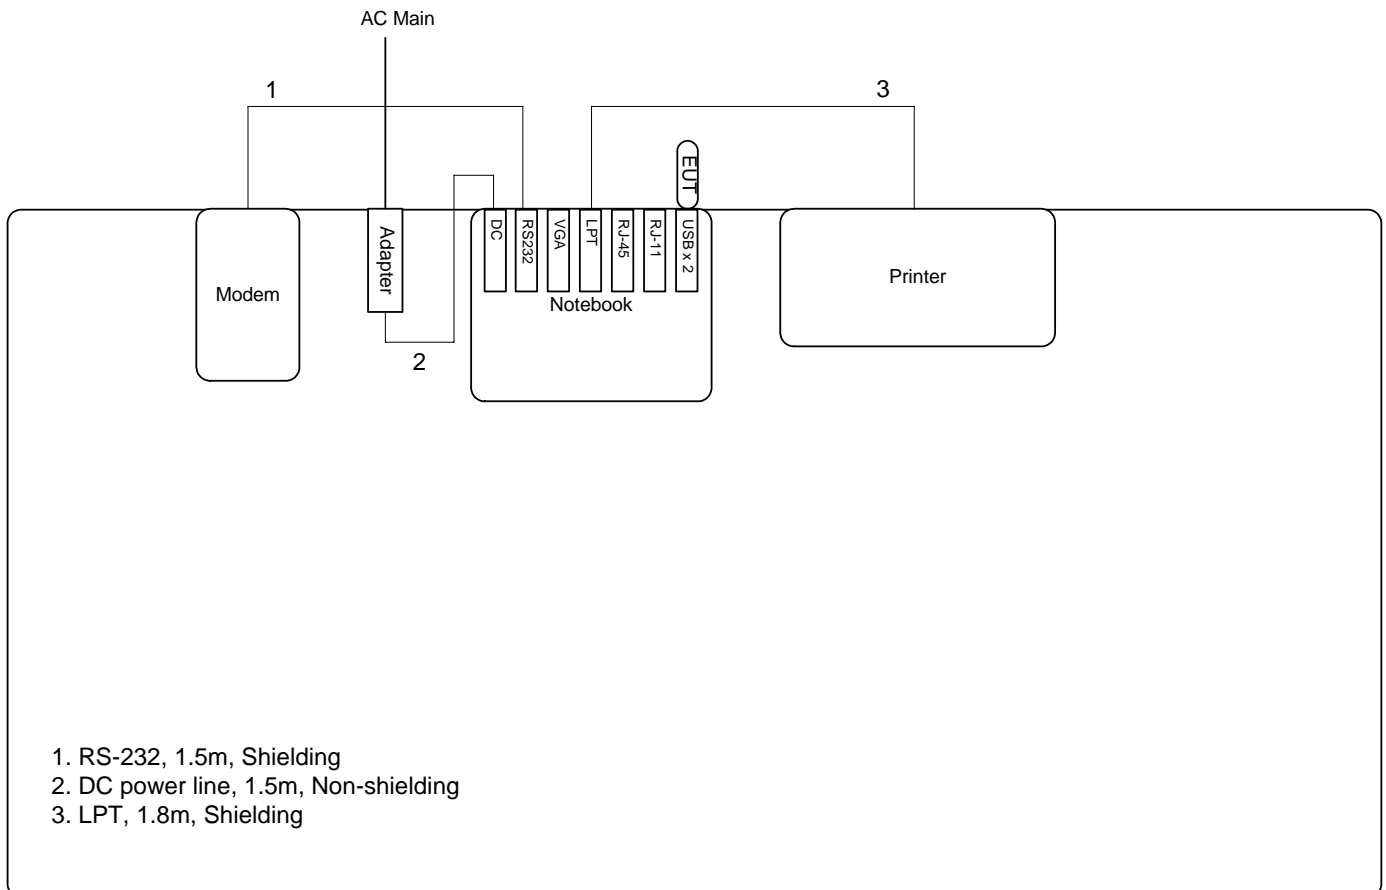 AC Main
1
3
EUT
DC
RS232
VGA
LPT
RJ-45
RJ-11
USB x 2
Adapter
Modem
Notebook
Printer
2
1. RS-232, 1.5m, Shielding
2. DC power line, 1.5m, Non-shielding
3. LPT, 1.8m, Shielding